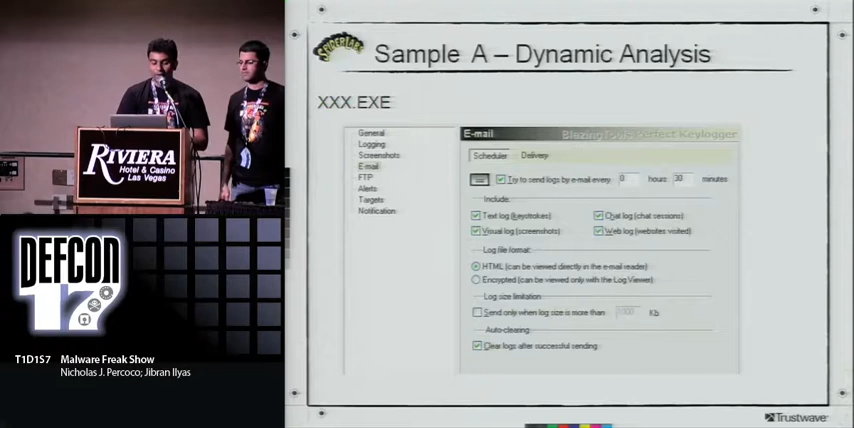 RIVIERA
Hotel & Casino
Las Vegas
DEFCON
17
T1D1S7 Malware Freak Show
Nicholas J. Percoco; Jibran Ilyas
SPIDERLABS
Sample A – Dynamic Analysis
XXX.EXE
General
Logging
Screenshots
E-mail
FTP
Alerts
Targets
Notification
E-mail BlazingTools Perfect Keylogger
Scheduler Delivery
Try to send logs by e-mail every 0 hours 30 minutes
Include:
Text log (keystrokes) Chat log (chat sessions)
Visual log (screenshots) Web log (websites visited)
Log file format:
HTML (can be viewed directly in the e-mail reader)
Encrypted (can be viewed only with the Log Viewer)
Log size limitation
Send only when log size is more than Kb
Auto-clearing
Clear logs after successful sending
Trustwave